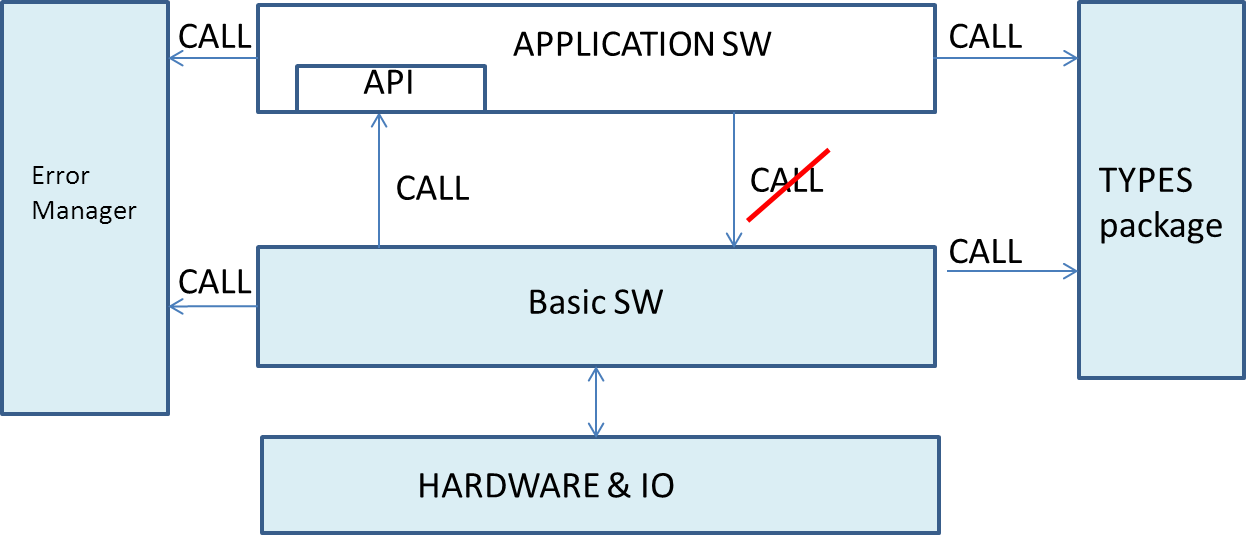 CALL
APPLICATION SW
CALL
API
CALL
CALL
Error
Manager
TYPES
package
CALL
CALL
Basic SW
HARDWARE & IO